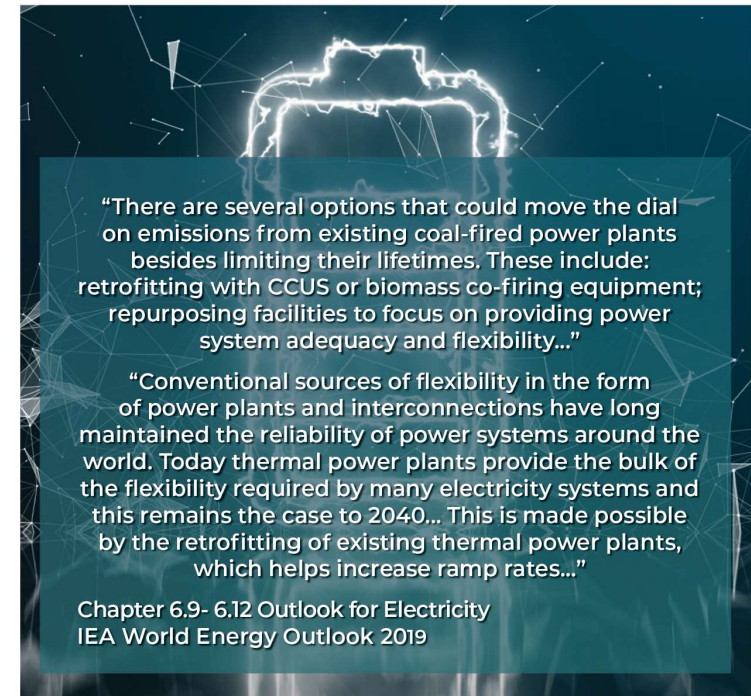 “There are several options that could move the dial
on emissions from existing coal-fired power plants
besides limiting their lifetimes. These include:
retrofitting with CCUS or biomass co-firing equipment;
repurposing facilities to focus on providing power
system adequacy and flexibility...”
“Conventional sources of flexibility in the form
of power plants and interconnections have long
maintained the reliability of power systems around the
world. Today thermal power plants provide the bulk of
the flexibility required by many electricity systems and
this remains the case to 2040... This is made possible
by the retrofitting of existing thermal power plants,
which helps increase ramp rates...”
Chapter 6.9- 6.12 Outlook for Electricity
IEA World Energy Outlook 2019